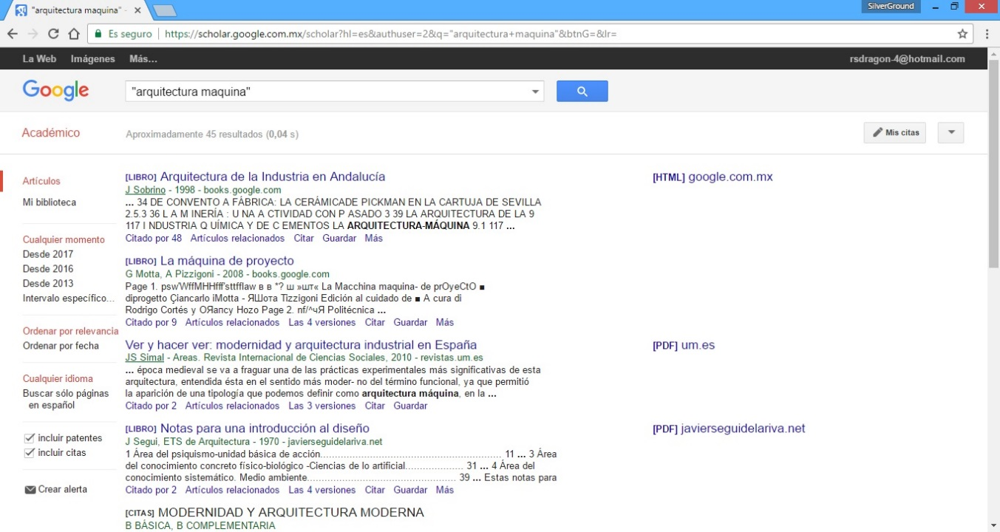 "arquitectura maquina" -
SilverGround
Es seguro | https://scholar.google.com.mx/scholar?hl=es&authuser=2&q="arquitectura+maquina"&btnG=&lr=
La Web Imágenes Más... rsdragon-4@hotmail.com
Google "arquitectura maquina"
Académico Aproximadamente 45 resultados (0,04 s) Mis citas
Artículos
Mi biblioteca
Cualquier momento
Desde 2017
Desde 2016
Desde 2013
Intervalo específico...
Ordenar por relevancia
Ordenar por fecha
Cualquier idioma
Buscar sólo páginas
en español
incluir patentes
incluir citas
Crear alerta
[LIBRO] Arquitectura de la Industria en Andalucía
J Sobrino - 1998 - books.google.com
... 34 DE CONVENTO A FÁBRICA: LA CERÁMICADE PICKMAN EN LA CARTUJA DE SEVILLA
2.5.3 36 L A M INERÍA : U NA A CTIVIDAD CON P ASADO 3 39 LA ARQUITECTURA DE LA 9
117 I NDUSTRIA Q UÍMICA Y DE C EMENTOS LA ARQUITECTURA-MÁQUINA 9.1 117 ...
Citado por 48 Artículos relacionados Citar Guardar Más
[HTML] google.com.mx
[LIBRO] La máquina de proyecto
G Motta, A Pizzigoni - 2008 - books.google.com
Page 1. psw'WffMHHfff'sttfflaw в в *? ш »шт« La Macchina maquina- de prOyeCtO ■
diprogetto Çiancarlo iMotta - ЯШота Tizzigoni Edición al cuidado de ■ A cura di
Rodrigo Cortés y OЯапсу Hozo Page 2. nf/^чЯ Politécnica ...
Citado por 9 Artículos relacionados Las 4 versiones Citar Guardar Más
Ver y hacer ver: modernidad y arquitectura industrial en España
JS Simal - Areas. Revista Internacional de Ciencias Sociales, 2010 - revistas.um.es
... época medieval se va a fraguar una de las prácticas experimentales más significativas de esta
arquitectura, entendida ésta en el sentido más moder- no del término funcional, ya que permitió
la aparición de una tipología que podemos definir como arquitectura máquina, en la ...
Citado por 2 Artículos relacionados Las 3 versiones Citar Guardar
[PDF] um.es
[LIBRO] Notas para una introducción al diseño
J Segui, ETS de Arquitectura - 1970 - javierseguidelariva.net
1 Área del psiquismo-unidad básica de acción.............................................................. 11 ... 3 Área
del conocimiento concreto físico-biológico -Ciencias de lo artificial.................... 31 ... 4 Área del
conocimiento sistemático. Medio ambiente.................................................. 39 ... Estas notas para
Citado por 2 Artículos relacionados Las 4 versiones Citar Guardar Más
[PDF] javierseguidelariva.net
[CITAS] MODERNIDAD Y ARQUITECTURA MODERNA
B BÁSICA, B COMPLEMENTARIA